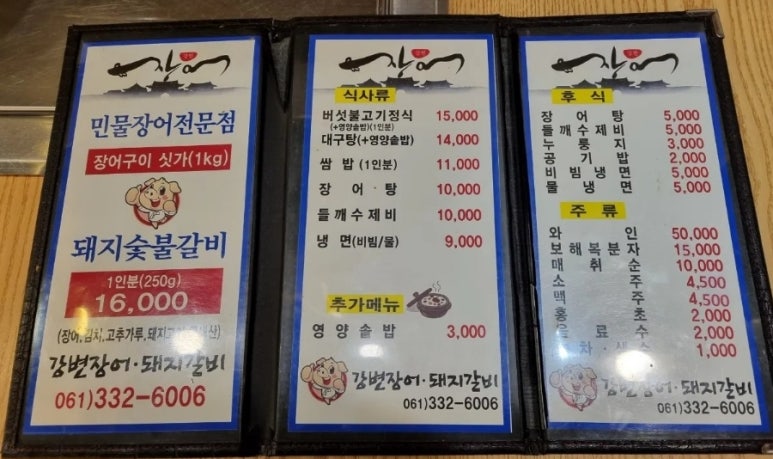 장어
민물장어전문점
장어구이 싯가(1kg)
돼지숯불갈비
1인분(250g)
16,000
(장어,김치,고추가루,돼지
강변장어·돼지갈비
061)332-6006
장어
식사류
버섯불고기정식 15,000
(+영양솥밥)(1인분)
대구탕(+영양솥밥) 14,000
쌈밥 (1인분) 11,000
장어탕 10,000
들깨수제비 10,000
냉면(비빔/물) 9,000
추가메뉴
영양솥밥 3,000
강변장어·돼지갈비
061)332-6006
장어
후식
장어탕 5,000
들깨수제비 5,000
누룽지 3,000
공기밥 2,000
비빔냉면 5,000
물냉면 5,000
주류
와인 50,000
보해복분자 15,000
매취순 10,000
소주 4,500
맥주 4,500
홍초 2,000
음료수 2,000
1,000
강변장어·돼지갈비
061)332-6006